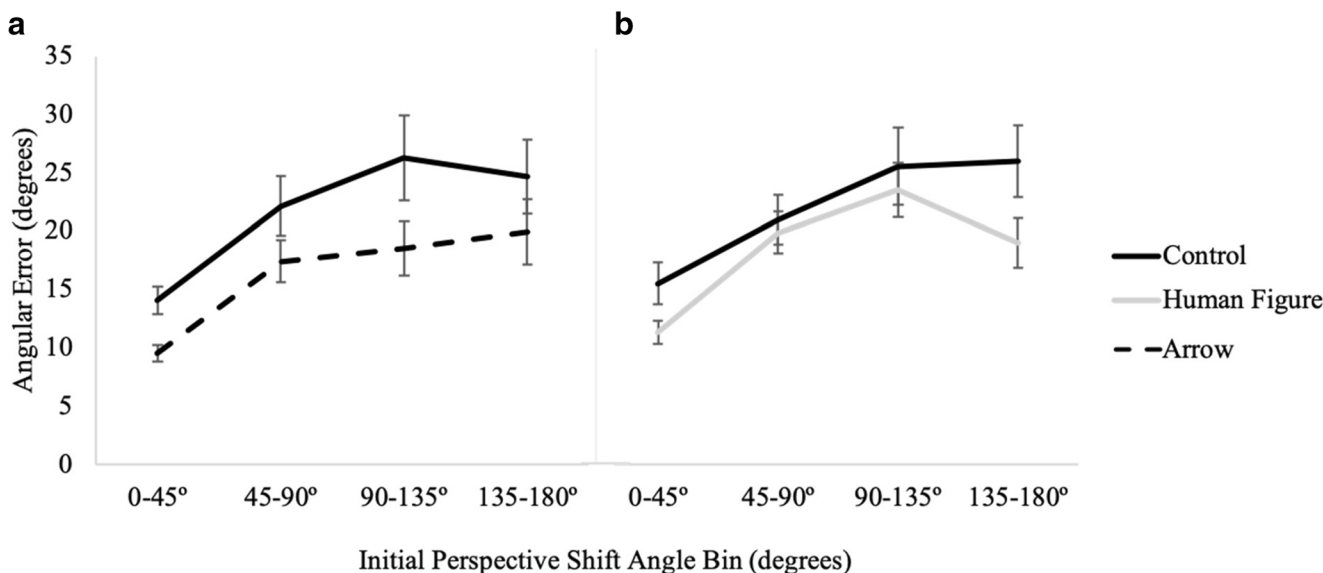 a
b
35
30
25
20
15
10
5
0
Angular Error (degrees)
0-45º
45-90º
90-135º
135-180º
0-45º
45-90º
90-135º
135-180º
Control
Human Figure
Arrow
Initial Perspective Shift Angle Bin (degrees)